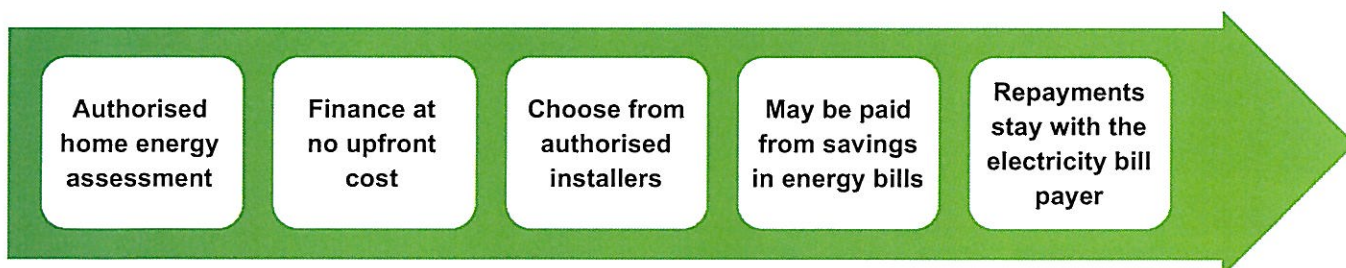 Authorised
home energy
assessment
Finance at
no upfront
cost
Choose from
authorised
installers
May be paid
from savings
in energy bills
Repayments
stay with the
electricity bill
payer